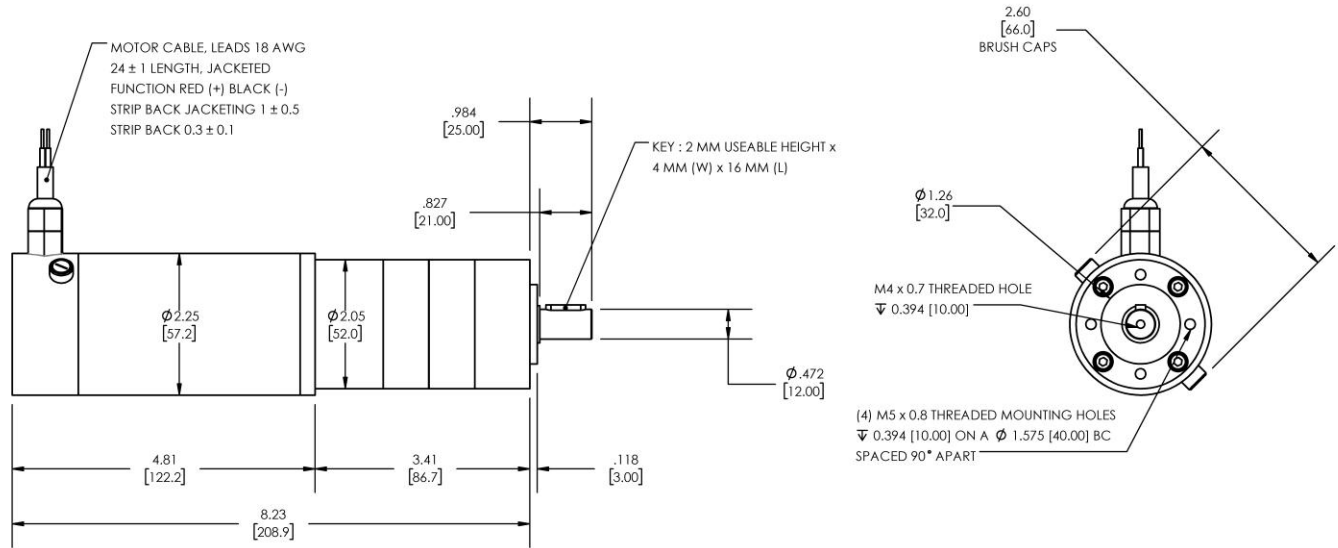 MOTOR CABLE, LEADS 18 AWG
24 ± 1 LENGTH, JACKETED
FUNCTION RED (+) BLACK (-)
STRIP BACK JACKETING 1 ± 0.5
STRIP BACK 0.3 ± 0.1
.984
[25.00]
KEY : 2 MM USEABLE HEIGHT x
4 MM (W) x 16 MM (L)
.827
[21.00]
Ø2.25
[57.2]
Ø2.05
[52.0]
Ø.472
[12.00]
4.81
[122.2]
3.41
[86.7]
.118
[3.00]
8.23
[208.9]
2.60
[66.0]
BRUSH CAPS
Ø1.26
[32.0]
M4 x 0.7 THREADED HOLE
↧ 0.394 [10.00]
(4) M5 x 0.8 THREADED MOUNTING HOLES
↧ 0.394 [10.00] ON A Ø 1.575 [40.00] BC
SPACED 90° APART